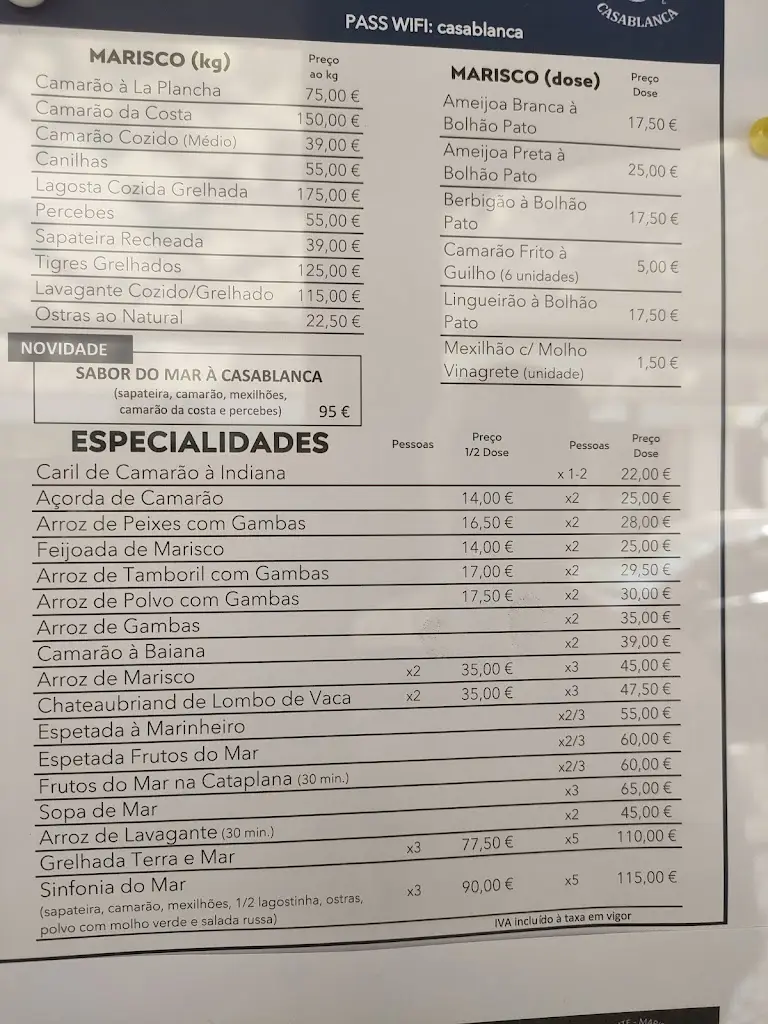 CASABLANCA
PASS WIFI: casablanca
MARISCO (kg) Preço
ao kg
Camarão à La Plancha 75,00 €
Camarão da Costa 150,00 €
Camarão Cozido (Médio) 39,00 €
Canilhas 55,00 €
Lagosta Cozida Grelhada 175,00 €
Percebes 55,00 €
Sapateira Recheada 39,00 €
Tigres Grelhados 125,00 €
Lavagante Cozido/Grelhado 115,00 €
Ostras ao Natural 22,50 €
MARISCO (dose) Preço
Dose
Ameijoa Branca à
Bolhão Pato 17,50 €
Ameijoa Preta à
Bolhão Pato 25,00 €
Berbigão à Bolhão
Pato 17,50 €
Camarão Frito à
Guilho (6 unidades) 5,00 €
Lingueirão à Bolhão
Pato 17,50 €
Mexilhão c/ Molho
Vinagrete (unidade) 1,50 €
NOVIDADE
SABOR DO MAR À CASABLANCA
(sapateira, camarão, mexilhões,
camarão da costa e percebes) 95 €
ESPECIALIDADES Pessoas Preço 1/2 Dose Pessoas Preço Dose
Caril de Camarão à Indiana x 1-2 22,00 €
Açorda de Camarão 14,00 € x2 25,00 €
Arroz de Peixes com Gambas 16,50 € x2 28,00 €
Feijoada de Marisco 14,00 € x2 25,00 €
Arroz de Tamboril com Gambas 17,00 € x2 29,50 €
Arroz de Polvo com Gambas 17,50 € x2 30,00 €
Arroz de Gambas x2 35,00 €
Camarão à Baiana x2 39,00 €
Arroz de Marisco x2 35,00 € x3 45,00 €
Chateaubriand de Lombo de Vaca x2 35,00 € x3 47,50 €
Espetada à Marinheiro x2/3 55,00 €
Espetada Frutos do Mar x2/3 60,00 €
Frutos do Mar na Cataplana (30 min.) x2/3 60,00 €
Sopa de Mar x3 65,00 €
Arroz de Lavagante (30 min.) x2 45,00 €
Grelhada Terra e Mar x3 77,50 € x5 110,00 €
Sinfonia do Mar x3 90,00 € x5 115,00 €
(sapateira, camarão, mexilhões, 1/2 lagostinha, ostras,
polvo com molho verde e salada russa)
IVA incluído à taxa em vigor